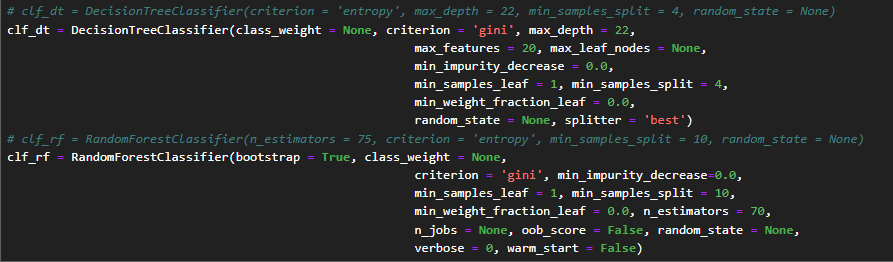 # clf_dt = DecisionTreeClassifier(criterion = 'entropy', max_depth = 22, min_samples_split = 4, random_state = None)
clf_dt = DecisionTreeClassifier(class_weight = None, criterion = 'gini', max_depth = 22,
max_features = 20, max_leaf_nodes = None,
min_impurity_decrease = 0.0,
min_samples_leaf = 1, min_samples_split = 4,
min_weight_fraction_leaf = 0.0,
random_state = None, splitter = 'best')
# clf_rf = RandomForestClassifier(n_estimators = 75, criterion = 'entropy', min_samples_split = 10, random_state = None)
clf_rf = RandomForestClassifier(bootstrap = True, class_weight = None,
criterion = 'gini', min_impurity_decrease=0.0,
min_samples_leaf = 1, min_samples_split = 10,
min_weight_fraction_leaf = 0.0, n_estimators = 70,
n_jobs = None, oob_score = False, random_state = None,
verbose = 0, warm_start = False)